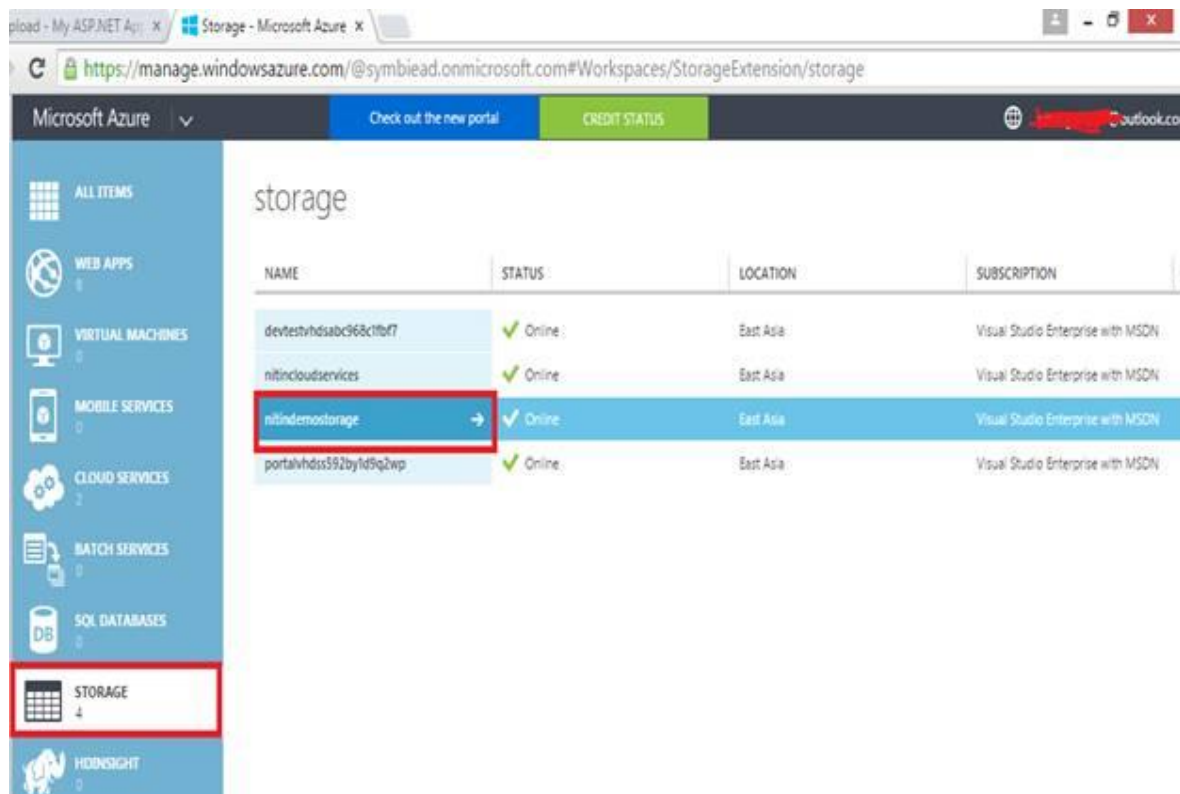 pload - My ASP.NET Ap
Storage - Microsoft Azure
https://manage.windowsazure.com/@symbiead.onmicrosoft.com#Workspaces/StorageExtension/storage
Microsoft Azure
Check out the new portal
CREDIT STATUS
outlook.co
ALL ITEMS
WEB APPS
0
VIRTUAL MACHINES
0
MOBILE SERVICES
0
CLOUD SERVICES
2
BATCH SERVICES
0
SQL DATABASES
0
DB
STORAGE
4
HDINSIGHT
0
storage
NAME STATUS LOCATION SUBSCRIPTION
devtestvhdsabc968c1fbf7 Online East Asia Visual Studio Enterprise with MSDN
nitincloudservices Online East Asia Visual Studio Enterprise with MSDN
nitindemostorage Online East Asia Visual Studio Enterprise with MSDN
portalvhdss592by1d9q2wp Online East Asia Visual Studio Enterprise with MSDN